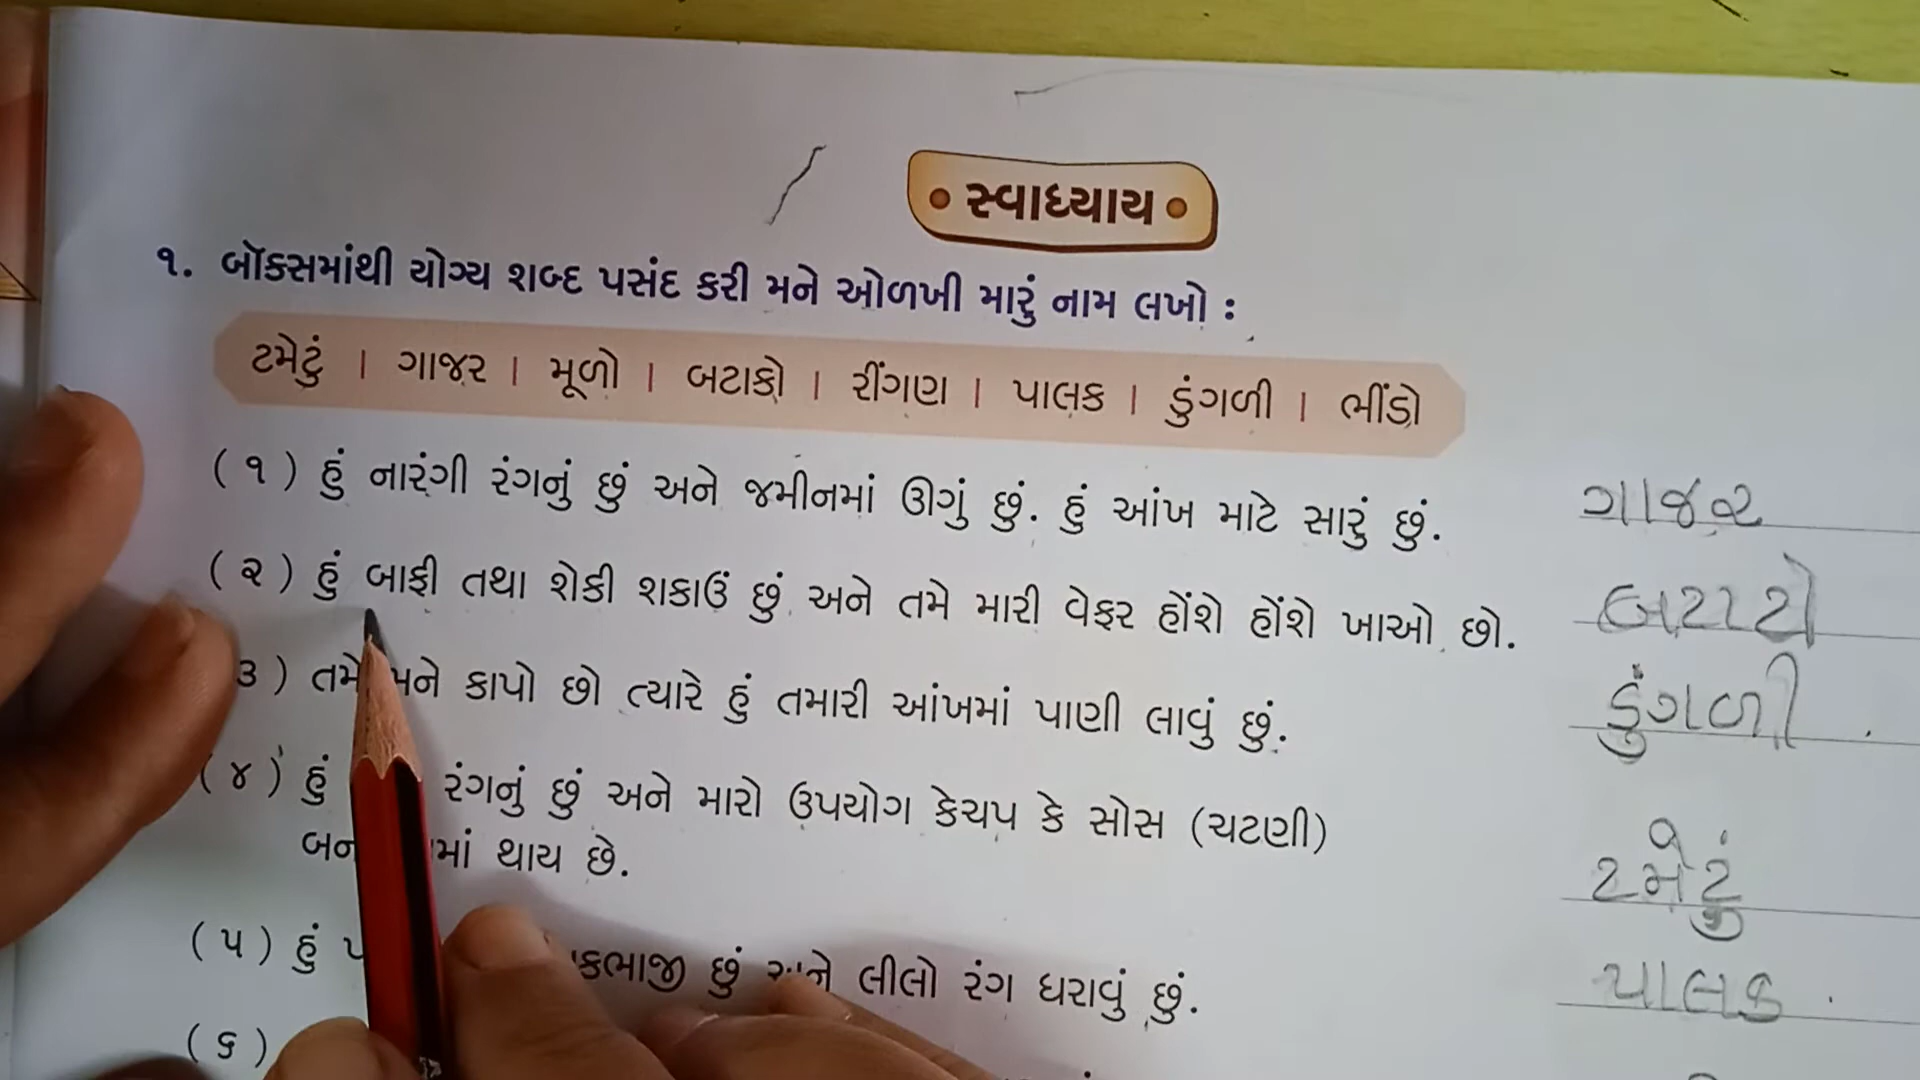 સ્વાધ્યાય
૧. બૉક્સમાંથી યોગ્ય શબ્દ પસંદ કરી મને ઓળખી મારું નામ લખો :
ટમેટું | ગાજર | મૂળો | બટાકો | રીંગણ | પાલક | ડુંગળી | ભીંડો
(૧) હું નારંગી રંગનું છું અને જમીનમાં ઊગું છું. હું આંખ માટે સારું છું. ગાજર
(૨) હું બાફી તથા શેકી શકાઉં છું અને તમે મારી વેફર હોંશે હોંશે ખાઓ છો.
૩) તમે મને કાપો છો ત્યારે હું તમારી આંખમાં પાણી લાવું છું. ડુંગળી
(૪) હું રંગનું છું અને મારો ઉપયોગ કેચપ કે સોસ (ચટણી) ટમેટું
થાય છે.
(૫) હું છું અને લીલો રંગ ધરાવું છું. પાલક
(૬)